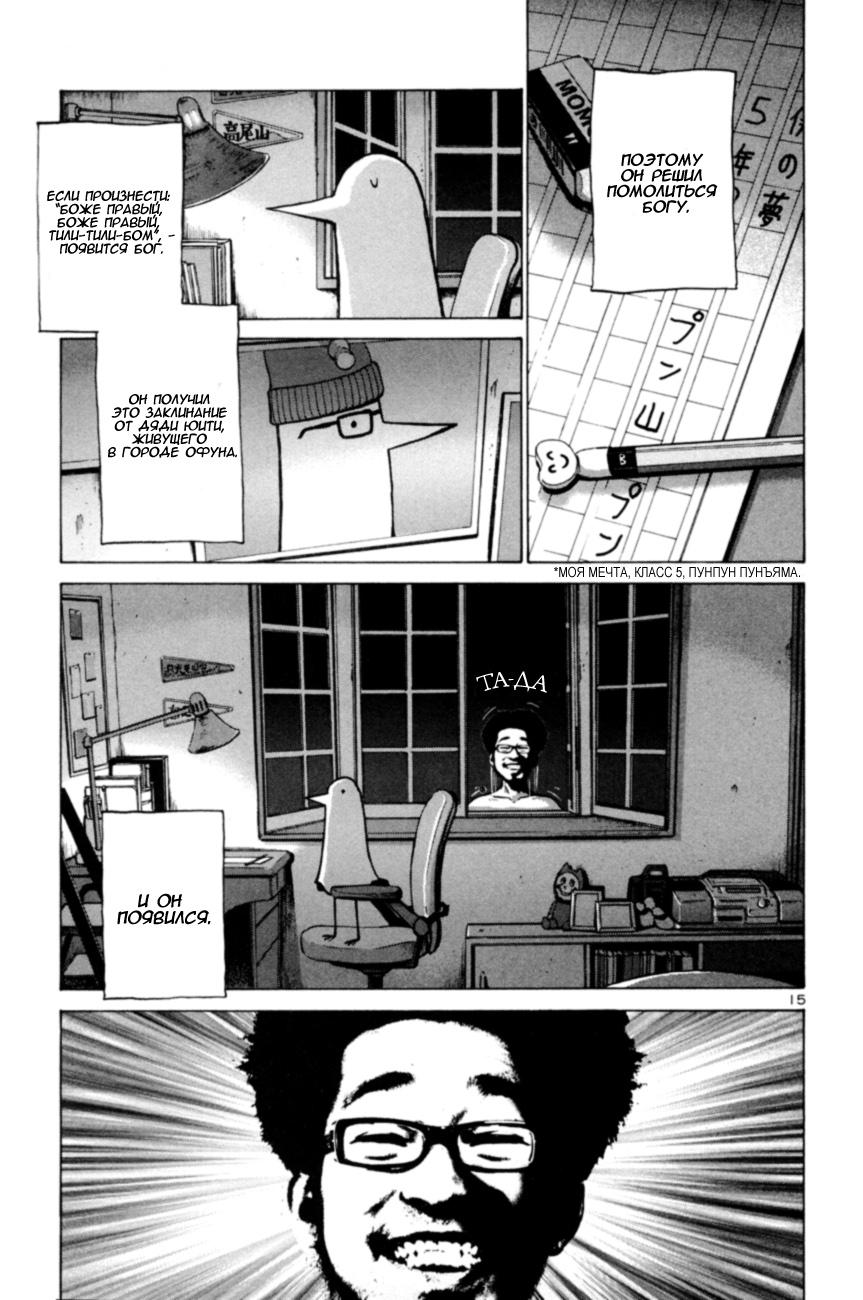 ПОЭТОМУ
ОН РЕШИЛ
ПОМОЛИТЬСЯ
БОГУ.
MOMO
の夢
5年
プン山
プン
B
*МОЯ МЕЧТА, КЛАСС 5, ПУНПУН ПУНЪЯМА.
高尾山
ЕСЛИ ПРОИЗНЕСТИ:
"БОЖЕ ПРАВЫЙ,
БОЖЕ ПРАВЫЙ,
ТИЛИ-ТИЛИ-БОМ", -
ПОЯВИТСЯ БОГ.
ОН ПОЛУЧИЛ
ЭТО ЗАКЛИНАНИЕ
ОТ ДЯДИ ЮИТИ,
ЖИВУЩЕГО
В ГОРОДЕ ОФУНА.
ТА-ДА
И ОН
ПОЯВИЛСЯ.
15